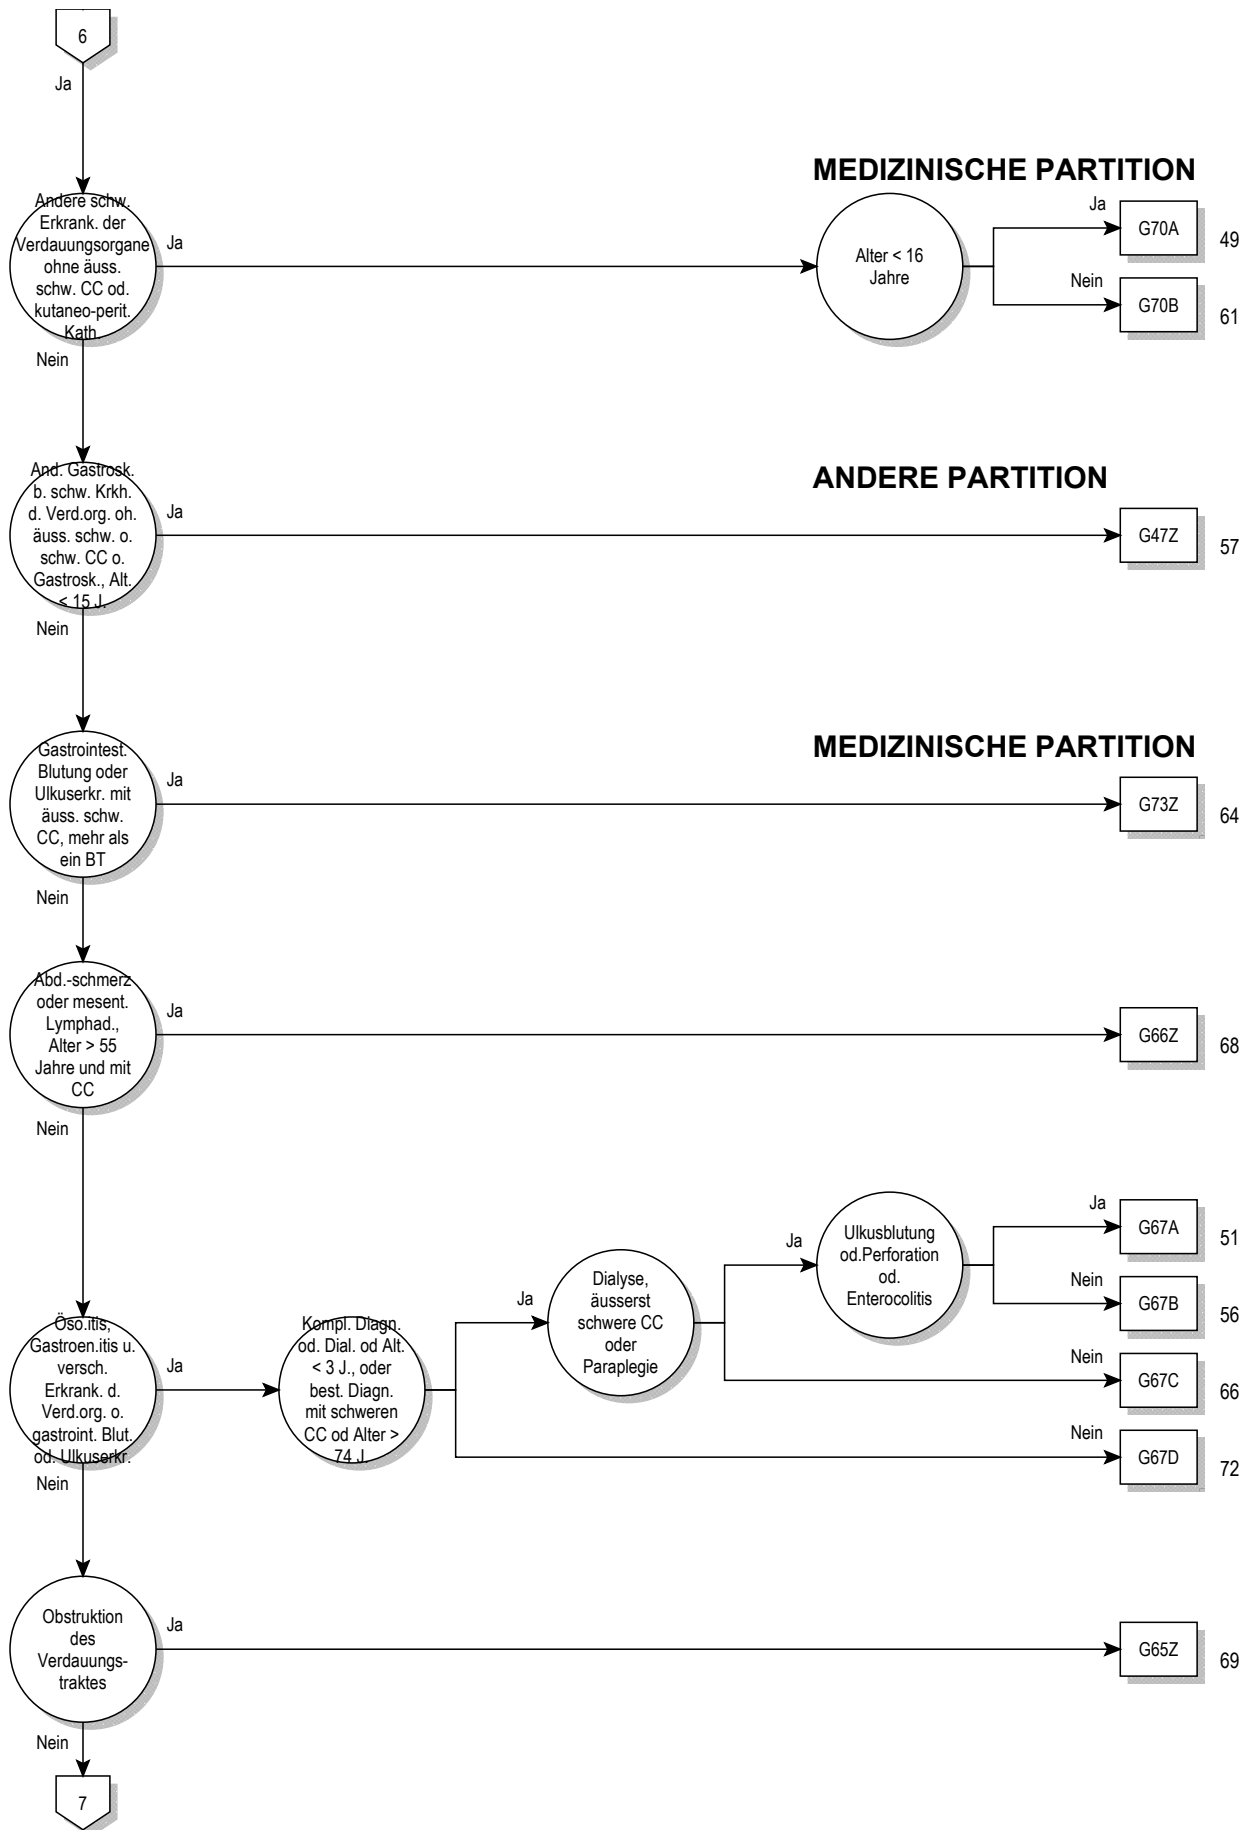 6
Ja
MEDIZINISCHE PARTITION
Andere schw.
Erkrank. der
Verdauungsorgane
ohne äuss.
schw. CC od.
kutaneo-perit.
Kath.
Ja
Alter < 16
Jahre
Ja
G70A
49
Nein
G70B
61
Nein
ANDERE PARTITION
And. Gastrosk.
b. schw. Krkh.
d. Verd.org. oh.
äuss. schw. o.
schw. CC o.
Gastrosk., Alt.
< 15 J.
Ja
G47Z
57
Nein
MEDIZINISCHE PARTITION
Gastrointest.
Blutung oder
Ulkuserkr. mit
äuss. schw.
CC, mehr als
ein BT
Ja
G73Z
64
Nein
Abd.-schmerz
oder mesent.
Lymphad.,
Alter > 55
Jahre und mit
CC
Ja
G66Z
68
Nein
Öso.itis,
Gastroen.itis u.
versch.
Erkrank. d.
Verd.org. o.
gastroint. Blut.
od. Ulkuserkr.
Ja
Kompl. Diagn.
od. Dial. od Alt.
< 3 J., oder
best. Diagn.
mit schweren
CC od Alter >
74 J.
Ja
Dialyse,
äusserst
schwere CC
oder
Paraplegie
Ja
Ulkusblutung
od.Perforation
od.
Enterocolitis
Ja
G67A
51
Nein
G67B
56
Nein
G67C
66
Nein
G67D
72
Nein
Obstruktion
des
Verdauungs-
traktes
Ja
G65Z
69
Nein
7